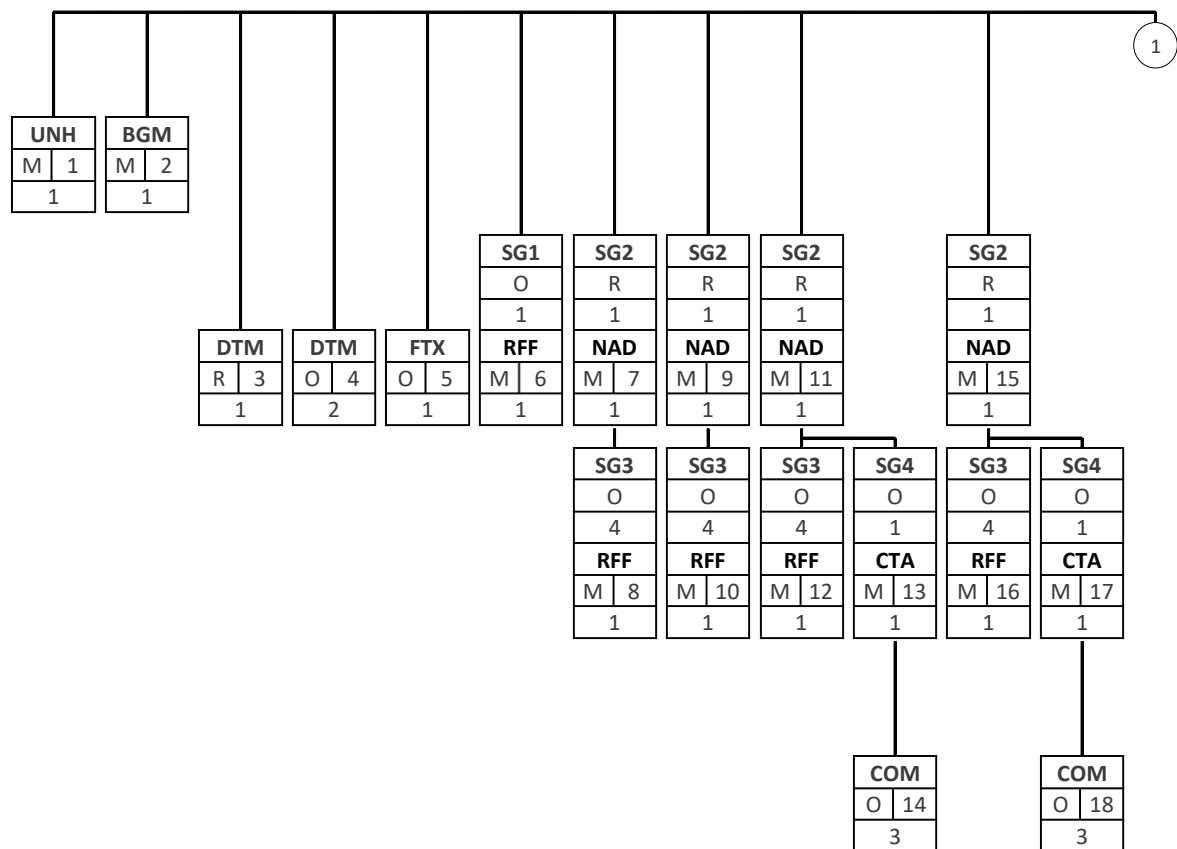 1
UNH BGM
M 1 M 2
1 1
SG1 SG2 SG2 SG2 SG2
O R R R R
1 1 1 1 1
DTM DTM FTX RFF NAD NAD NAD NAD
R 3 O 4 O 5 M 6 M 7 M 9 M 11 M 15
1 2 1 1 1 1 1 1
SG3 SG3 SG3 SG4 SG3 SG4
O O O O O O
4 4 4 1 4 1
RFF RFF RFF CTA RFF CTA
M 8 M 10 M 12 M 13 M 16 M 17
1 1 1 1 1 1
COM COM
O 14 O 18
3 3